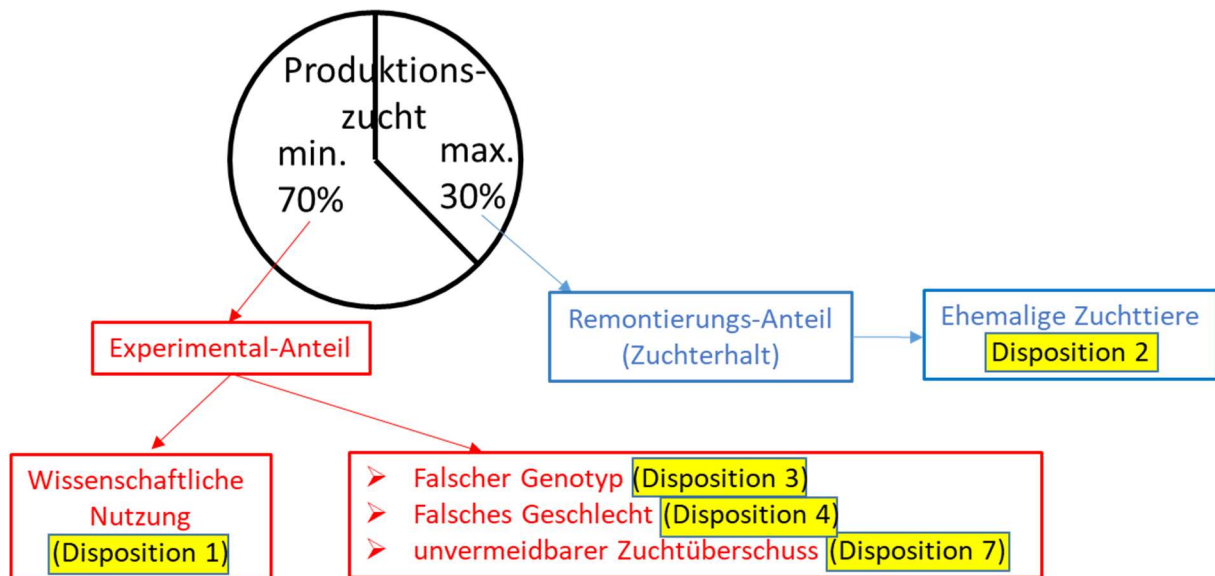 Produktions-
zucht
min.
70%
max.
30%
Experimental-Anteil
Remontierungs-Anteil
(Zuchterhalt)
Ehemalige Zuchttiere
Disposition 2
Wissenschaftliche
Nutzung
(Disposition 1)
➢ Falscher Genotyp (Disposition 3)
➢ Falsches Geschlecht (Disposition 4)
➢ unvermeidbarer Zuchtüberschuss (Disposition 7)